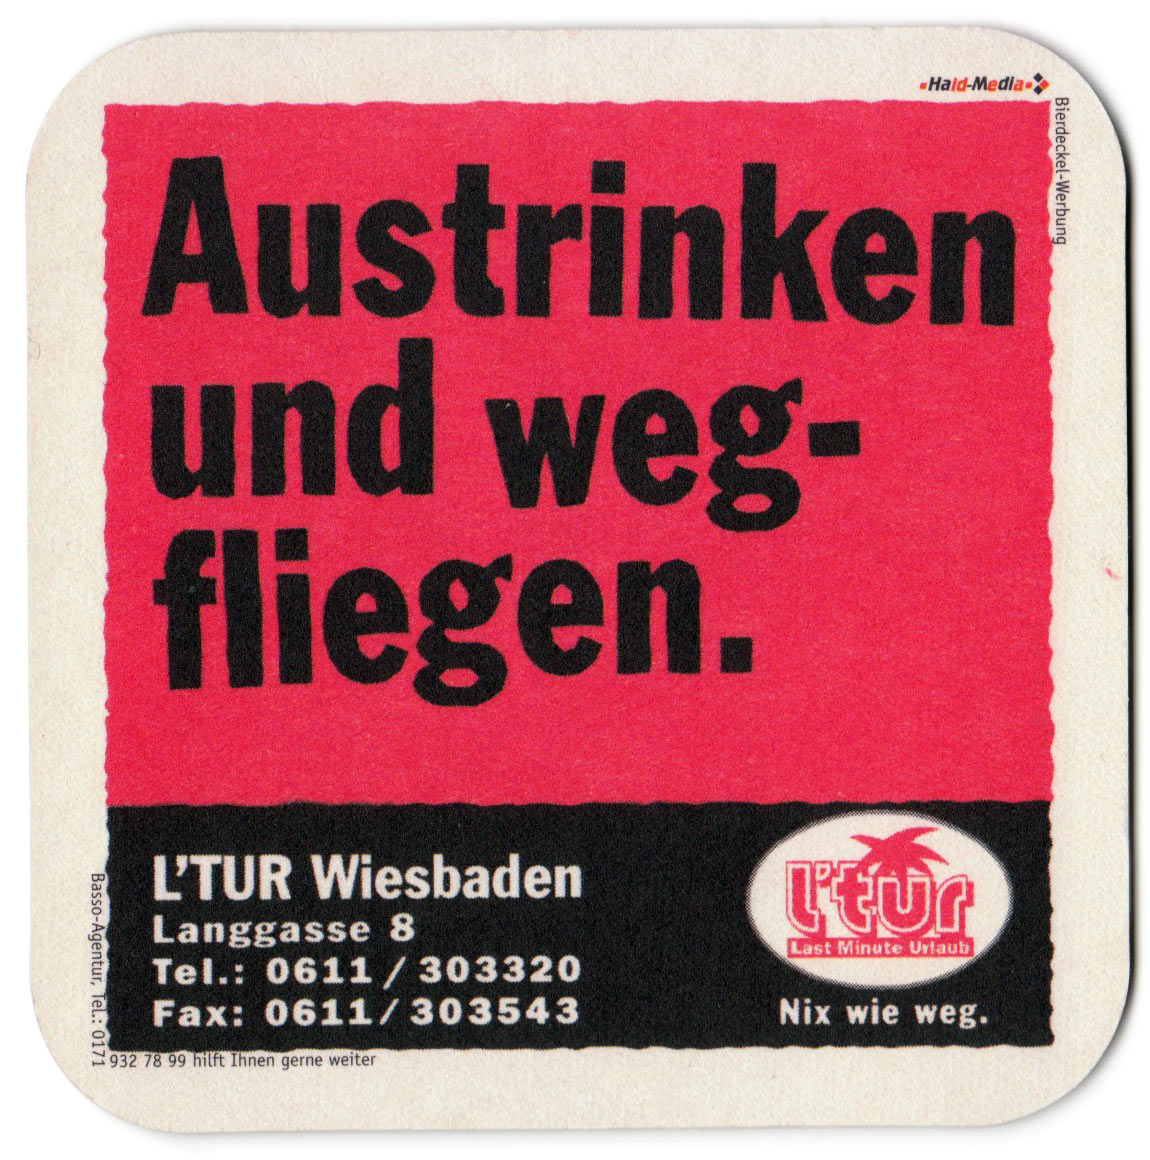 -Haid-Media-
Bierdeckel-Werbung
Austrinken
und weg-
fliegen.
L'TUR Wiesbaden
Langgasse 8
Tel.: 0611/303320
Fax: 0611/303543
l'tur
Last Minute Urlaub
Nix wie weg.
Basso-Agentur, Tel.: 0171
932 78 99 hilft Ihnen gerne weiter